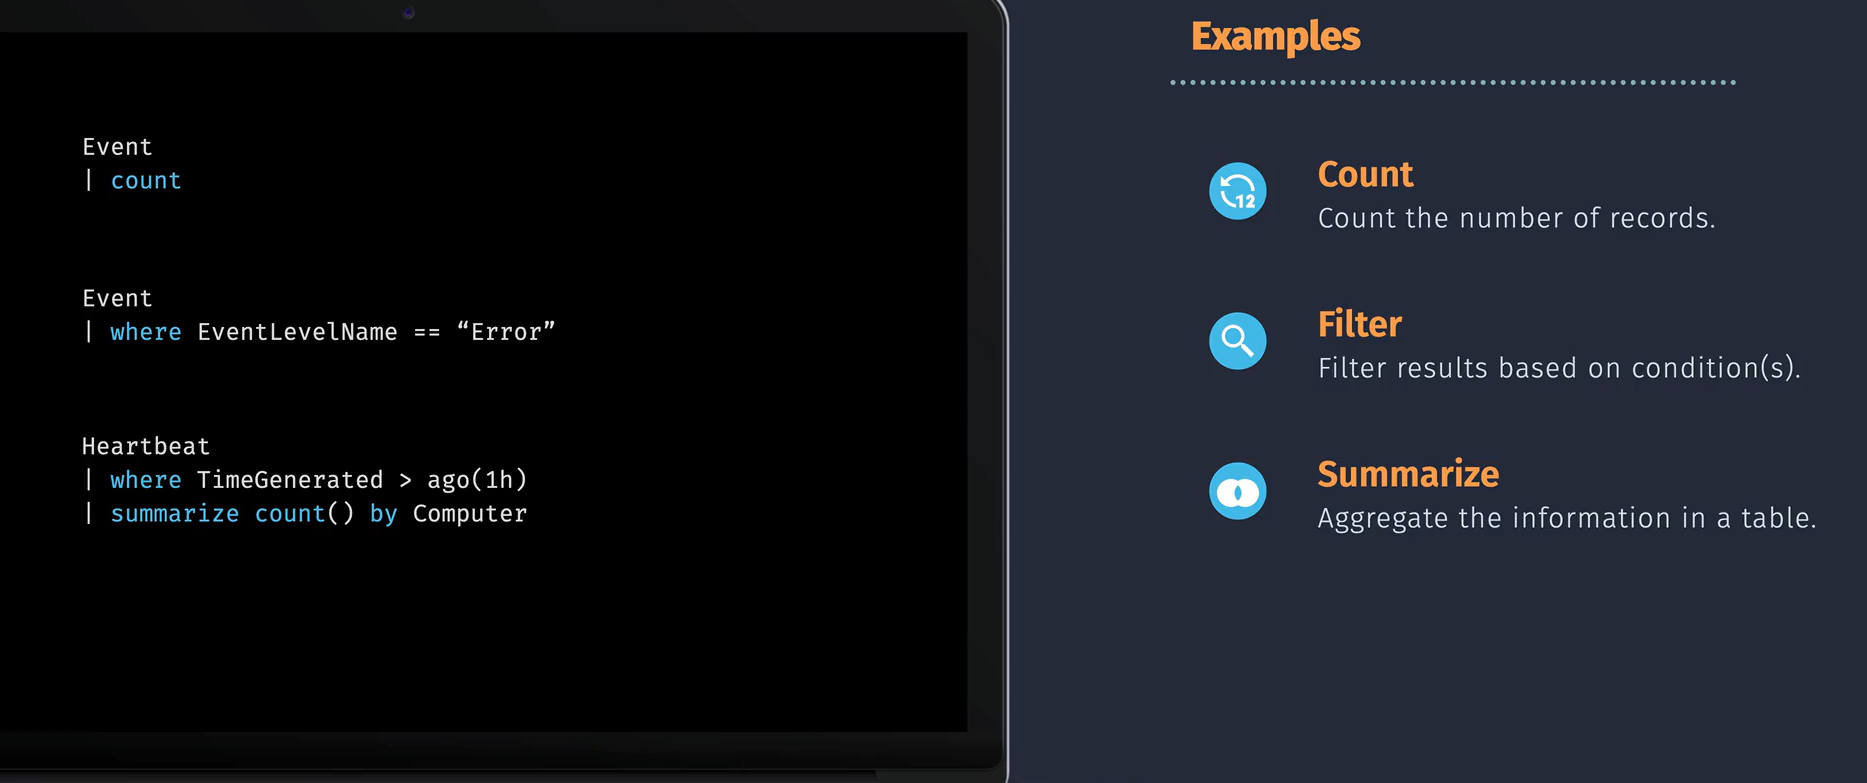 Event
| count
Event
| where EventLevelName == “Error”
Heartbeat
| where TimeGenerated > ago(1h)
| summarize count() by Computer
Examples
12
Count
Count the number of records.
Filter
Filter results based on condition(s).
Summarize
Aggregate the information in a table.